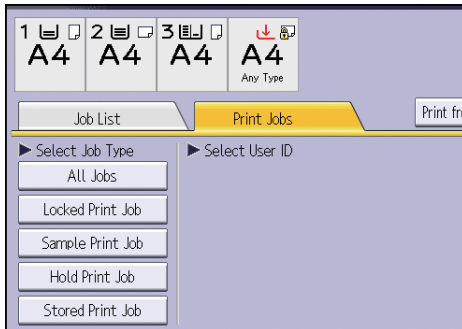 1 2 3
A4 A4 A4 A4
Any Type
Job List Print Jobs Print fr
▶ Select Job Type ▶ Select User ID
All Jobs
Locked Print Job
Sample Print Job
Hold Print Job
Stored Print Job